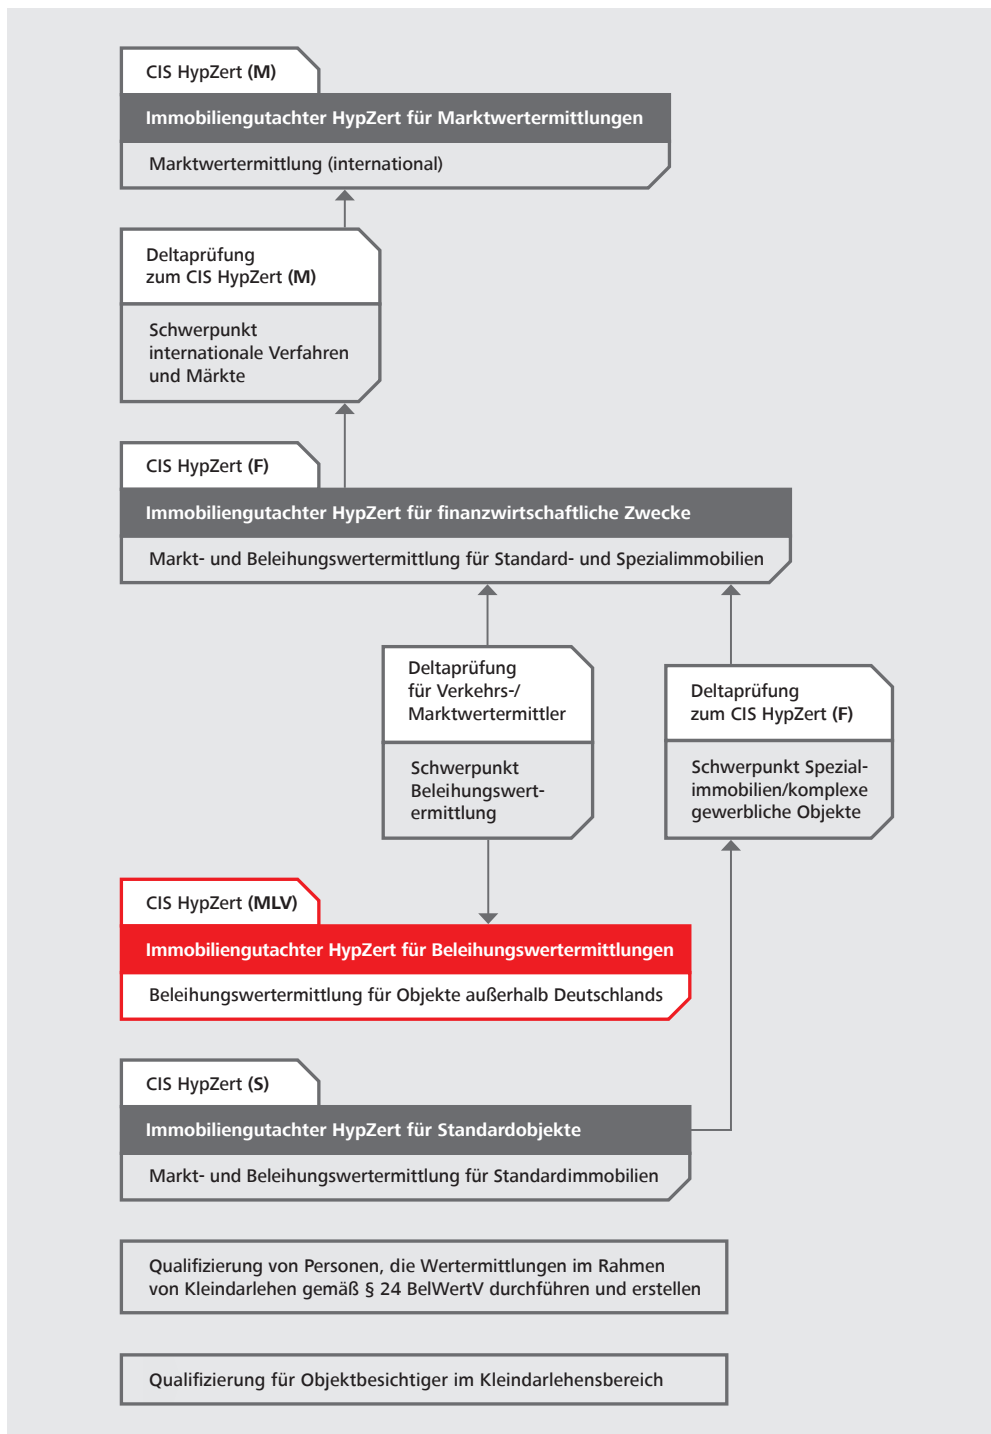 CIS HypZert (M)
Immobiliengutachter HypZert für Marktwertermittlungen
Marktwertermittlung (international)
Deltaprüfung
zum CIS HypZert (M)
Schwerpunkt
internationale Verfahren
und Märkte
CIS HypZert (F)
Immobiliengutachter HypZert für finanzwirtschaftliche Zwecke
Markt- und Beleihungswertermittlung für Standard- und Spezialimmobilien
Deltaprüfung
für Verkehrs-/
Marktwertermittler
Schwerpunkt
Beleihungswert-
ermittlung
Deltaprüfung
zum CIS HypZert (F)
Schwerpunkt Spezial-
immobilien/komplexe
gewerbliche Objekte
CIS HypZert (MLV)
Immobiliengutachter HypZert für Beleihungswertermittlungen
Beleihungswertermittlung für Objekte außerhalb Deutschlands
CIS HypZert (S)
Immobiliengutachter HypZert für Standardobjekte
Markt- und Beleihungswertermittlung für Standardimmobilien
Qualifizierung von Personen, die Wertermittlungen im Rahmen
von Kleindarlehen gemäß § 24 BelWertV durchführen und erstellen
Qualifizierung für Objektbesichtiger im Kleindarlehensbereich